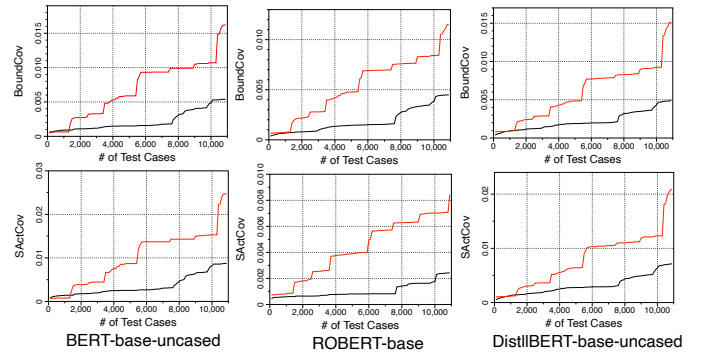 BoundCov
0.015
0.010
0.005
0
0 2,000 4,000 6,000 8,000 10,000
# of Test Cases
BoundCov
0.010
0.005
0
0 2,000 4,000 6,000 8,000 10,000
# of Test Cases
BoundCov
0.015
0.010
0.005
0
0 2,000 4,000 6,000 8,000 10,000
# of Test Cases
SActCov
0.03
0.02
0.01
0
0 2,000 4,000 6,000 8,000 10,000
# of Test Cases
BERT-base-uncased
SActCov
0.010
0.008
0.006
0.004
0.002
0
0 2,000 4,000 6,000 8,000 10,000
# of Test Cases
ROBERT-base
SActCov
0.02
0.01
0
0 2,000 4,000 6,000 8,000 10,000
# of Test Cases
DistllBERT-base-uncased